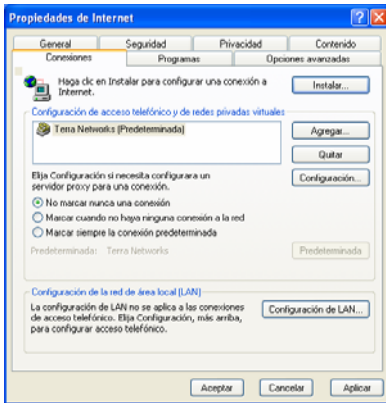 Propiedades de Internet
General Seguridad Privacidad Contenido
Conexiones Programas Opciones avanzadas
Haga clic en Instalar para configurar una conexión a
Internet.
Instalar...
Configuración de acceso telefónico y de redes privadas virtuales
Terra Networks (Predeterminada)
Agregar...
Quitar
Elija Configuración si necesita configurara un
servidor proxy para una conexión.
Configuración...
No marcar nunca una conexión
Marcar cuando no haya ninguna conexión a la red
Marcar siempre la conexión predeterminada
Predeterminada: Terra Networks
Predeterminada
Configuración de la red de área local (LAN)
La configuración de LAN no se aplica a las conexiones
de acceso telefónico. Elija Configuración, más arriba,
para configurar acceso telefónico.
Configuración de LAN...
Aceptar Cancelar Aplicar